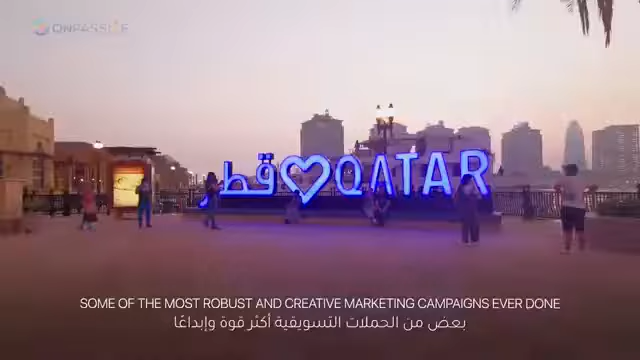 ONPASSIVE
قطر QATAR
SOME OF THE MOST ROBUST AND CREATIVE MARKETING CAMPAIGNS EVER DONE
بعض من الحملات التسويقية أكثر قوة وإبداعًا